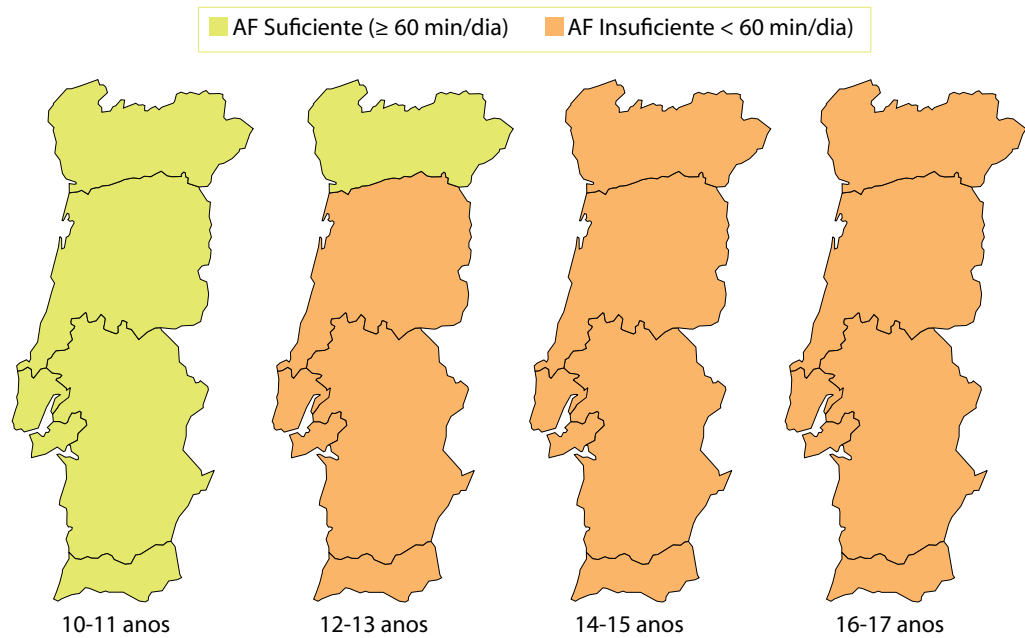 AF Suficiente (≥ 60 min/dia) AF Insuficiente < 60 min/dia)
10-11 anos 12-13 anos 14-15 anos 16-17 anos